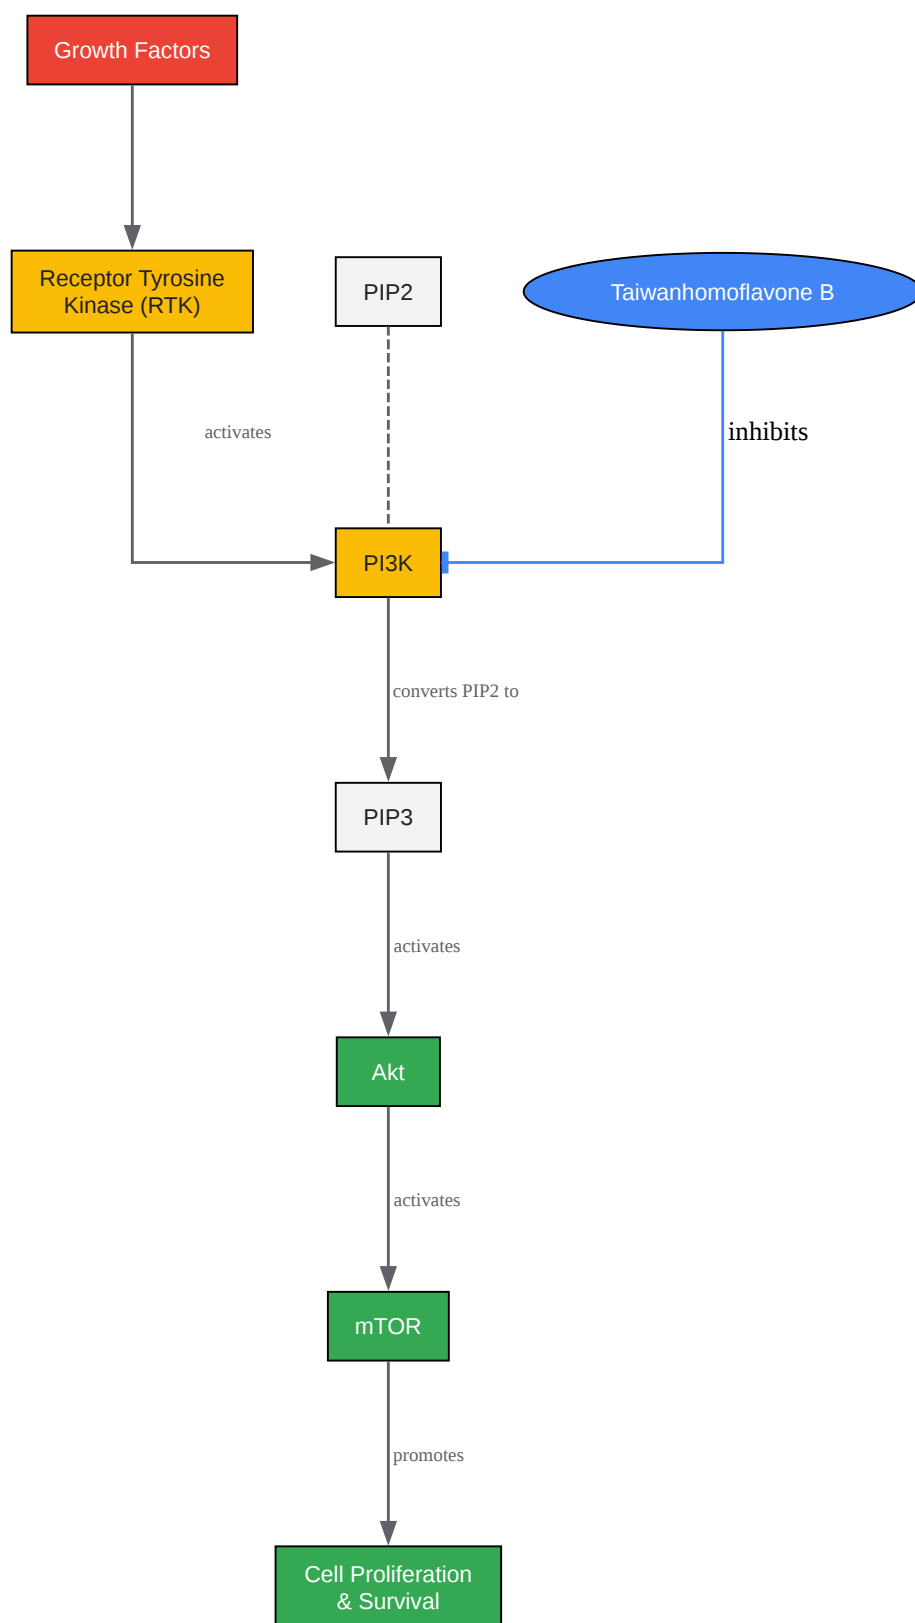 Growth Factors
Receptor Tyrosine
Kinase (RTK)
PIP2
Taiwanhomoflavone B
activates
inhibits
PI3K
converts PIP2 to
PIP3
activates
Akt
activates
mTOR
promotes
Cell Proliferation
& Survival